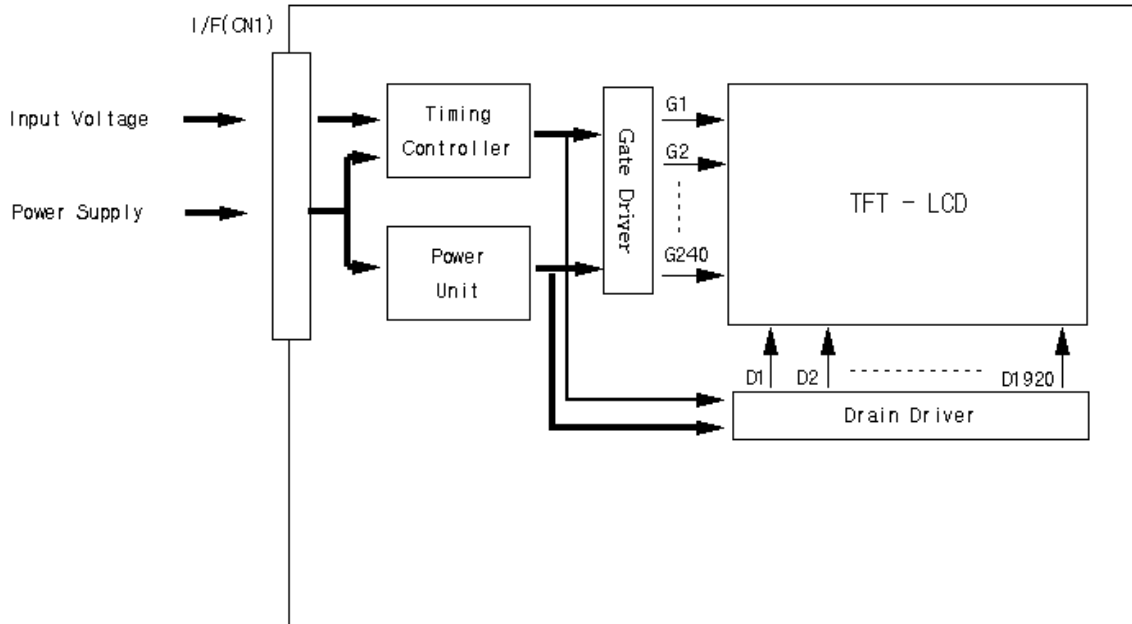 I/F(CN1)
Input Voltage
Power Supply
Timing
Controller
Power
Unit
Gate Driver
G1
G2
G240
TFT - LCD
D1
D2
D1920
Drain Driver